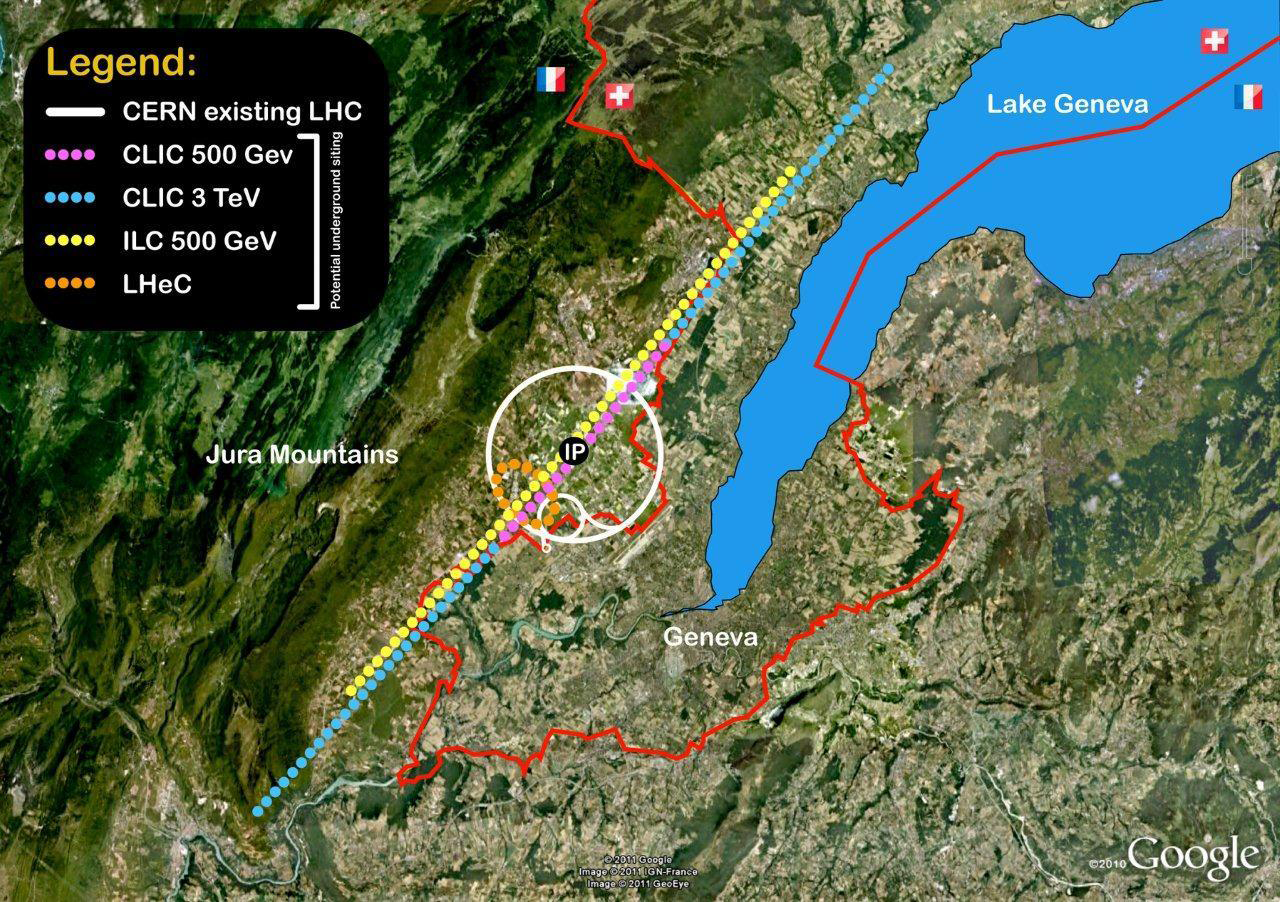 Legend:
CERN existing LHC
CLIC 500 Gev
CLIC 3 TeV
ILC 500 GeV
LHeC
Potential underground siting
Lake Geneva
Jura Mountains
IP
Geneva
© 2011 Google
Image © 2011 IGN-France
Image © 2011 GeoEye
©2010 Google